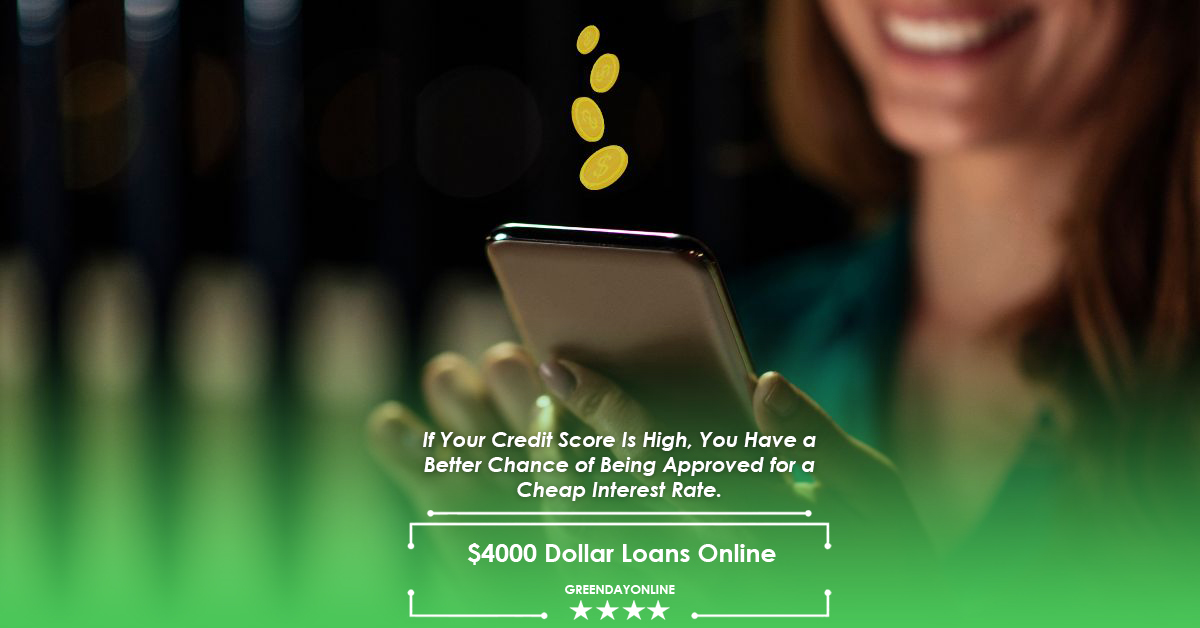 If Your Credit Score Is High, You Have a
Better Chance of Being Approved for a
Cheap Interest Rate.
$4000 Dollar Loans Online
GREENDAYONLINE